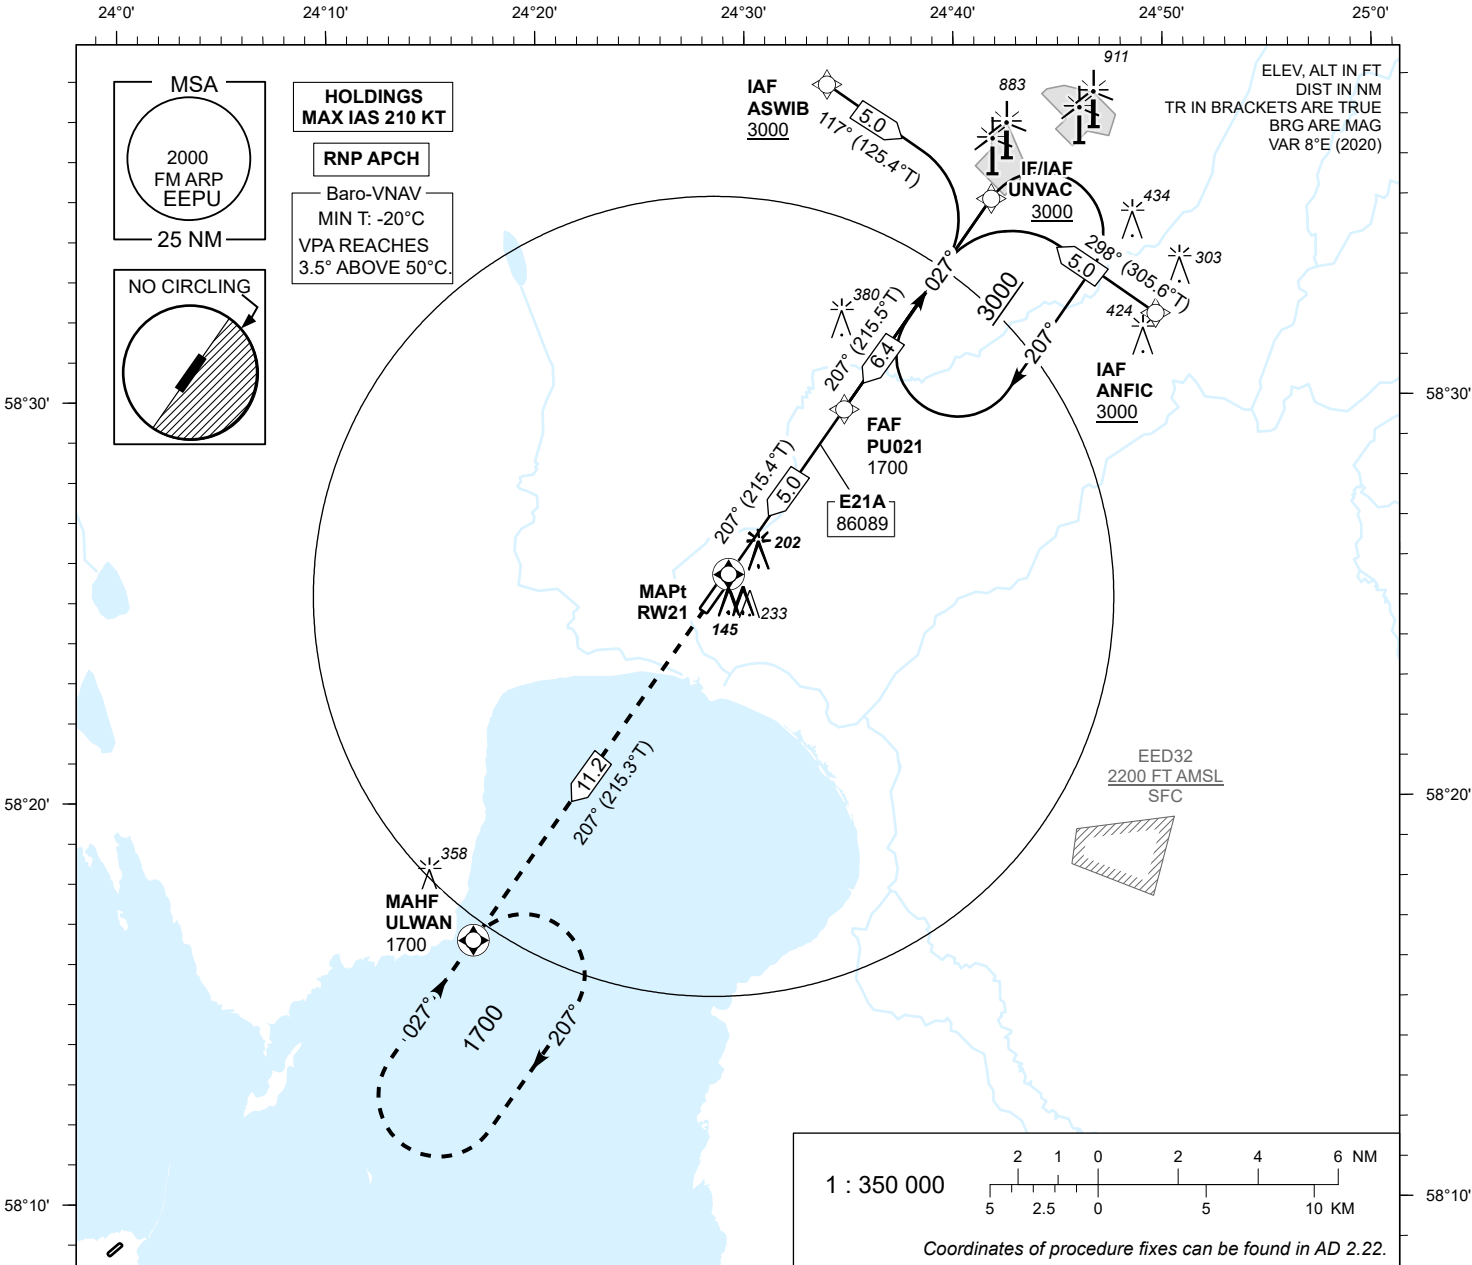 24°0'
24°10'
24°20'
24°30'
24°40'
24°50'
25°0'
MSA
2000
FM ARP
EEPU
25 NM
HOLDINGS
MAX IAS 210 KT
RNP APCH
Baro-VNAV
MIN T: -20°C
VPA REACHES
3.5° ABOVE 50°C.
NO CIRCLING
ELEV, ALT IN FT
DIST IN NM
TR IN BRACKETS ARE TRUE
BRG ARE MAG
VAR 8°E (2020)
IAF
ASWIB
3000
5.0
117° (125.4°T)
883
911
IF/IAF
UNVAC
3000
434
303
298° (305.6°T)
5.0
424
IAF
ANFIC
3000
027°
3000
207°
380
207° (215.5°T)
6.4
FAF
PU021
1700
207° (215.4°T)
5.0
E21A
86089
202
MAPt
RW21
233
145
11.2
207° (215.3°T)
EED32
2200 FT AMSL
SFC
358
MAHF
ULWAN
1700
027°
1700
207°
58°30'
58°30'
58°20'
58°20'
58°10'
58°10'
1 : 350 000
2 1 0 2 4 6 NM
5 2.5 0 5 10 KM
Coordinates of procedure fixes can be found in AD 2.22.